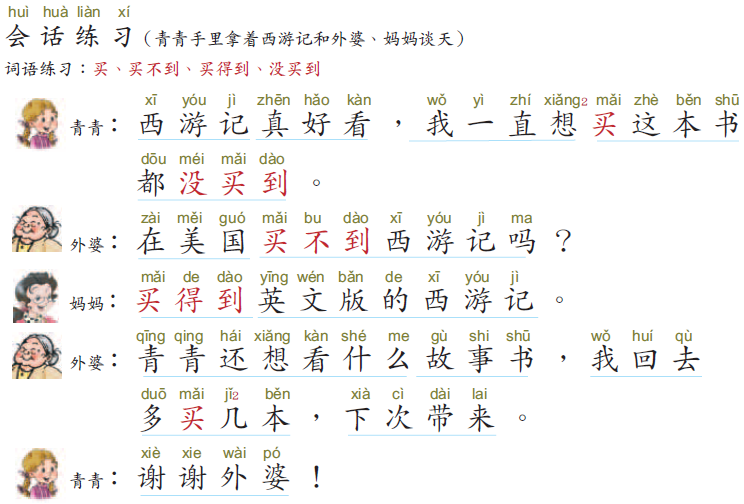 huì huà liàn xí
会话练习（青青手里拿着西游记和外婆、妈妈谈天）
词语练习：买、买不到、买得到、没买到
xī yóu jì zhēn hǎo kàn wǒ yì zhí xiǎng2 mǎi zhè běn shū
青青：西游记真好看，我一直想买这本书
dōu méi mǎi dào
都没买到。
zài měi guó mǎi bu dào xī yóu jì ma
外婆：在美国买不到西游记吗？
mǎi de dào yīng wén bǎn de xī yóu jì
妈妈：买得到英文版的西游记。
qīng qing hái xiǎng kàn shé me gù shi shū wǒ huí qù
外婆：青青还想看什么故事书，我回去
duō mǎi jǐ2 běn xià cì dài lai
多买几本，下次带来。
xiè xie wài pó
青青：谢谢外婆！